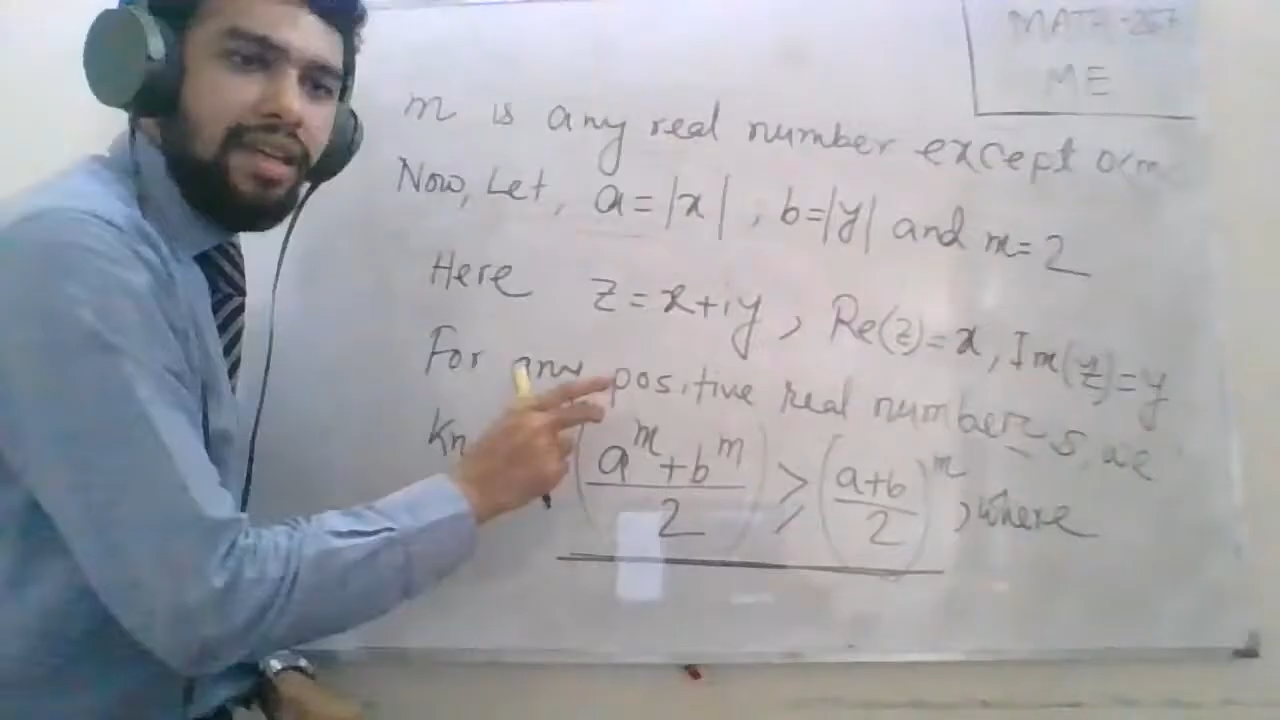 MATH-257
ME
m is any real number except 0<m
Now, Let, a=|x|, b=|y| and m=2
Here z=x+iy, Re(z)=x, Im(z)=y
For any positive real numbers, we
Kn (a^m+b^m/2) ≥ (a+b/2)^m, where